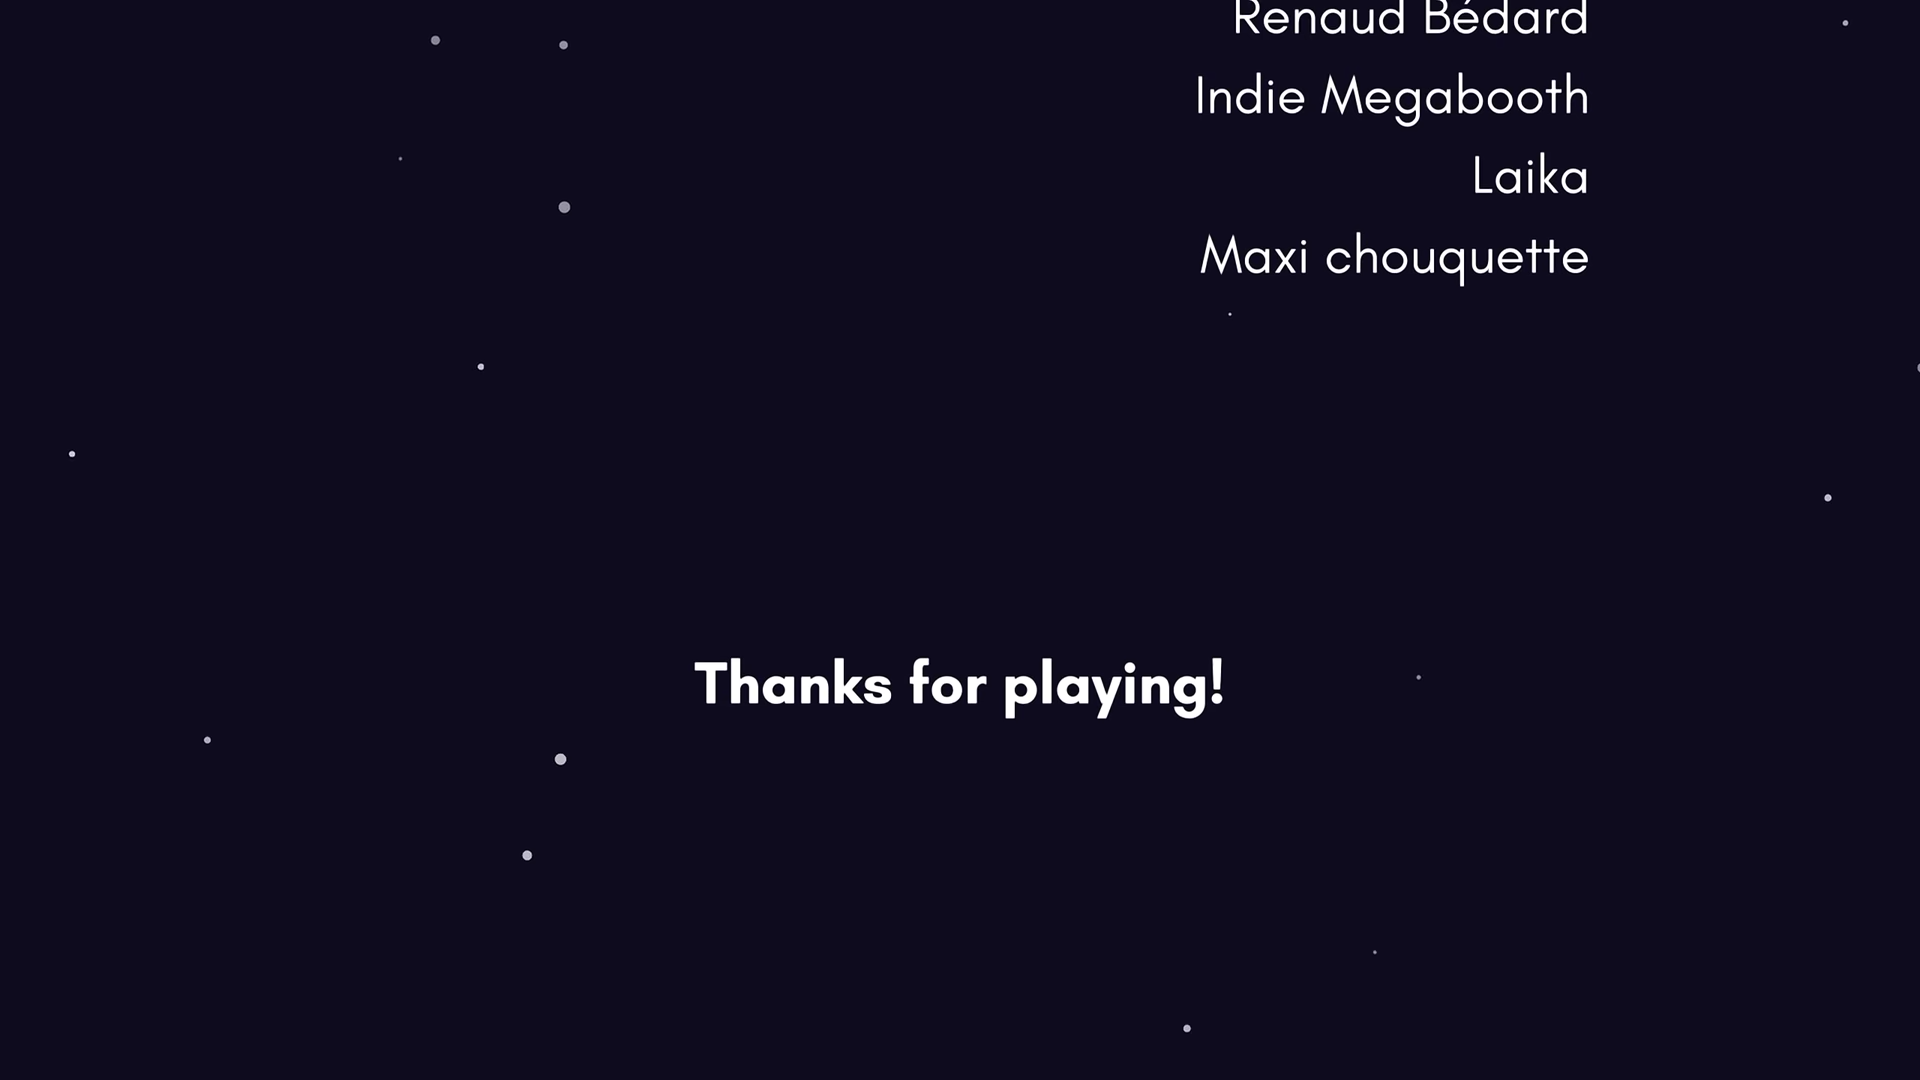 Renaud Bédard
Indie Megabooth
Laika
Maxi chouquette
Thanks for playing!